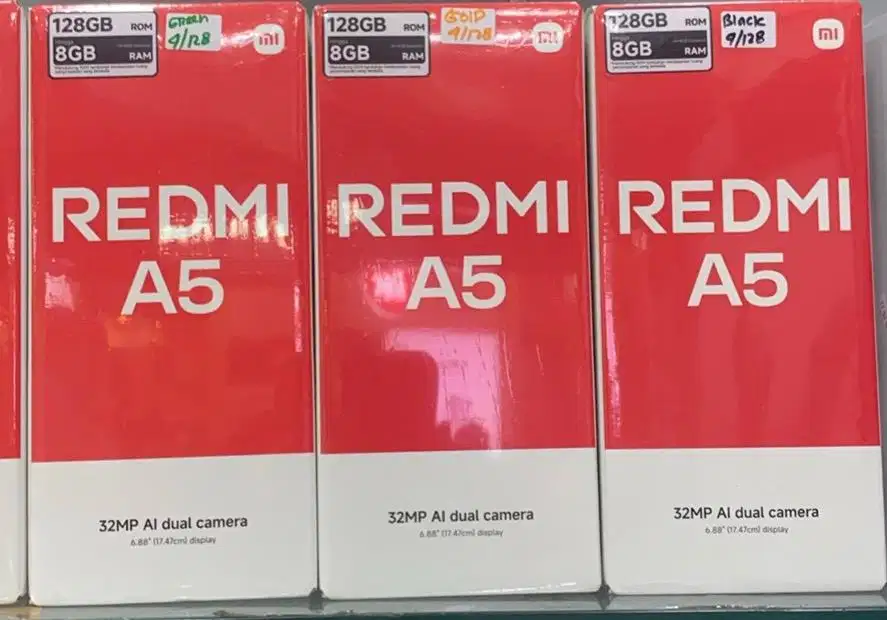 128GB ROM
Hingga
8GB RAM
Green
4/128
mi
REDMI
A5
32MP AI dual camera
6.88" (17.47cm) display
128GB ROM
8GB RAM
GOlD
4/128
mi
REDMI
A5
32MP AI dual camera
6.88" (17.47cm) display
128GB ROM
8GB RAM
Black
4/128
mi
REDMI
A5
32MP AI dual camera
6.88" (17.47cm) display